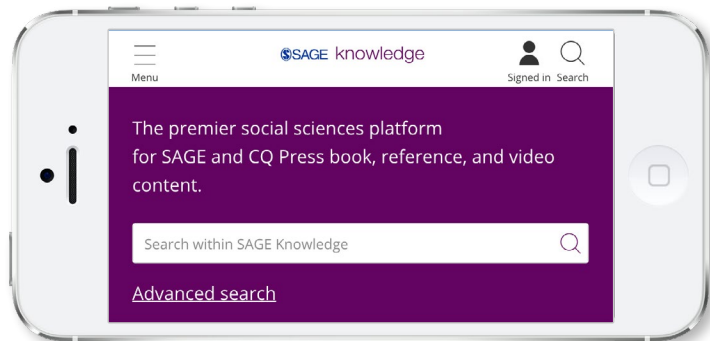 SAGE knowledge
Menu
Signed in Search
The premier social sciences platform
for SAGE and CQ Press book, reference, and video
content.
Search within SAGE Knowledge
Advanced search